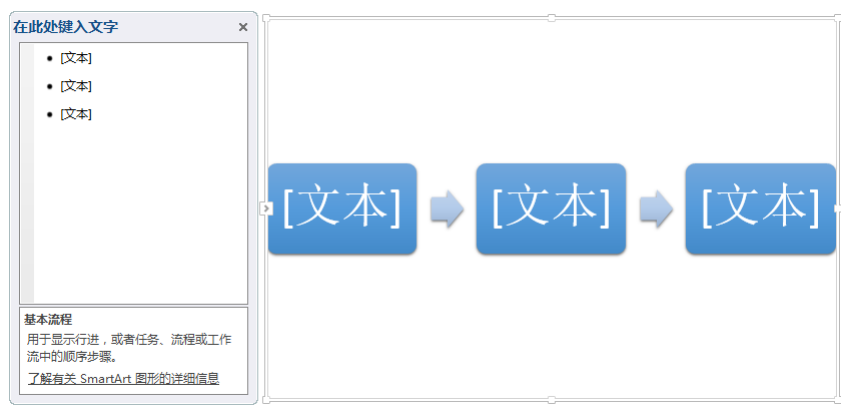 在此处键入文字
[文本]
[文本]
[文本]
[文本] [文本] [文本]
基本流程
用于显示行进，或者任务、流程或工作
流中的顺序步骤。
了解有关 SmartArt 图形的详细信息